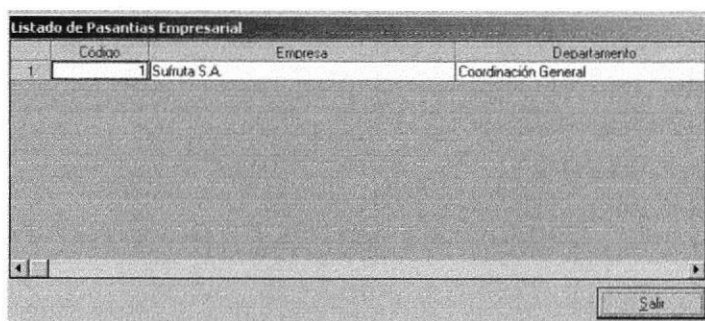 Listado de Pasantias Empresarial
Código Empresa Departamento
1 1 Sufruta S.A. Coordinación General
Salir